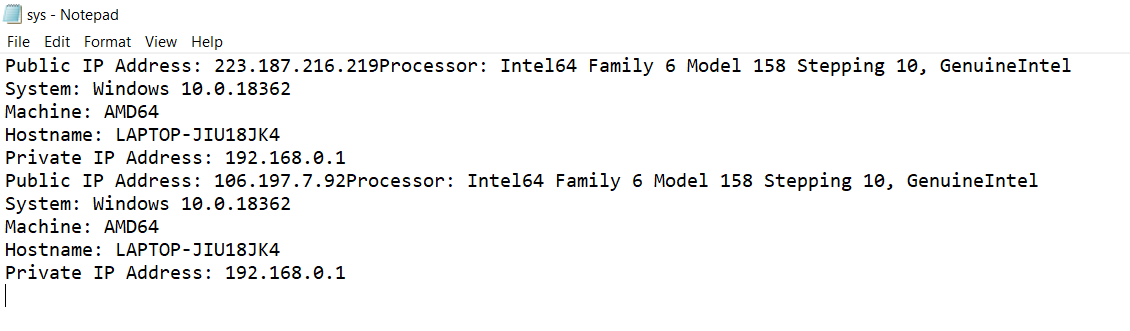 sys - Notepad
File Edit Format View Help
Public IP Address: 223.187.216.219Processor: Intel64 Family 6 Model 158 Stepping 10, GenuineIntel
System: Windows 10.0.18362
Machine: AMD64
Hostname: LAPTOP-JIU18JK4
Private IP Address: 192.168.0.1
Public IP Address: 106.197.7.92Processor: Intel64 Family 6 Model 158 Stepping 10, GenuineIntel
System: Windows 10.0.18362
Machine: AMD64
Hostname: LAPTOP-JIU18JK4
Private IP Address: 192.168.0.1